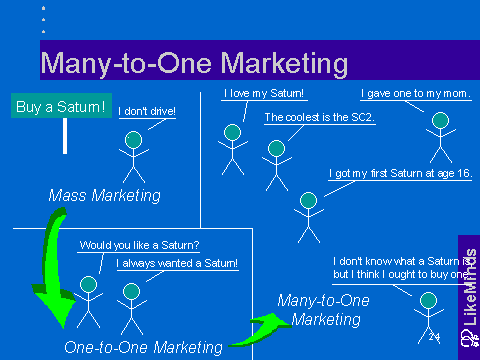 Many-to-One Marketing
Buy a Saturn!
I don't drive!
Mass Marketing
I love my Saturn!
I gave one to my mom.
The coolest is the SC2.
I got my first Saturn at age 16.
Would you like a Saturn?
I always wanted a Saturn!
One-to-One Marketing
I don't know what a Saturn is,
but I think I ought to buy one.
Many-to-One
Marketing
24
LikeMinds